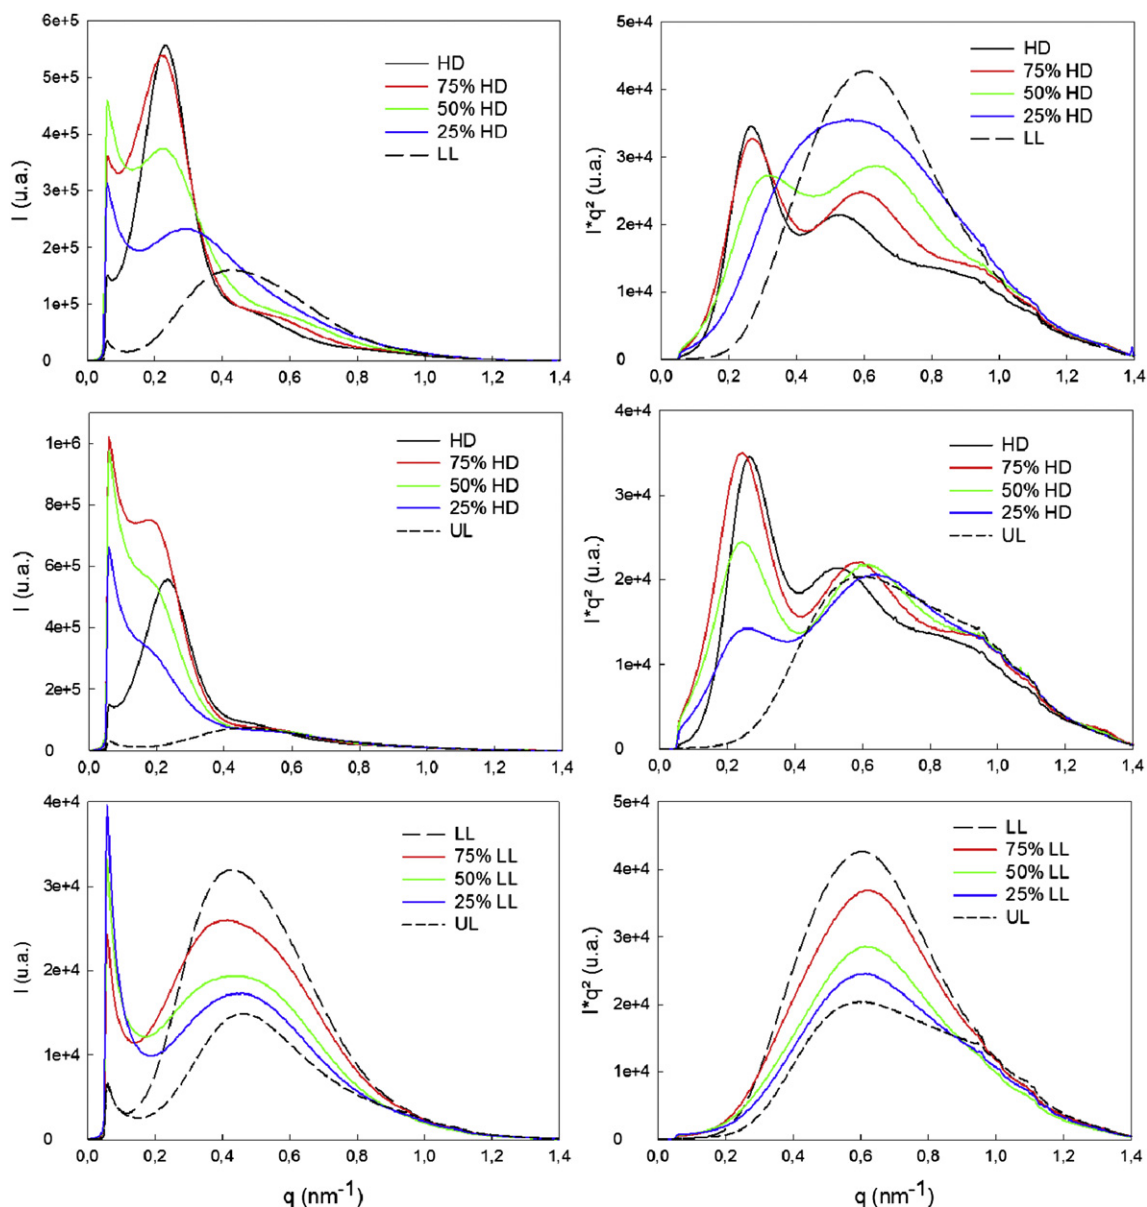 6e+5
5e+5
4e+5
3e+5
2e+5
1e+5
0
I (u.a.)
HD
75% HD
50% HD
25% HD
LL
0,0 0,2 0,4 0,6 0,8 1,0 1,2 1,4
5e+4
4e+4
3e+4
2e+4
1e+4
0
I*q² (u.a.)
HD
75% HD
50% HD
25% HD
LL
0,0 0,2 0,4 0,6 0,8 1,0 1,2 1,4
1e+6
8e+5
6e+5
4e+5
2e+5
0
I (u.a.)
HD
75% HD
50% HD
25% HD
UL
0,0 0,2 0,4 0,6 0,8 1,0 1,2 1,4
4e+4
3e+4
2e+4
1e+4
0
I*q² (u.a.)
HD
75% HD
50% HD
25% HD
UL
0,0 0,2 0,4 0,6 0,8 1,0 1,2 1,4
4e+4
3e+4
2e+4
1e+4
0
I (u.a.)
LL
75% LL
50% LL
25% LL
UL
0,0 0,2 0,4 0,6 0,8 1,0 1,2 1,4
q (nm⁻¹)
5e+4
4e+4
3e+4
2e+4
1e+4
0
I*q² (u.a.)
LL
75% LL
50% LL
25% LL
UL
0,0 0,2 0,4 0,6 0,8 1,0 1,2 1,4
q (nm⁻¹)